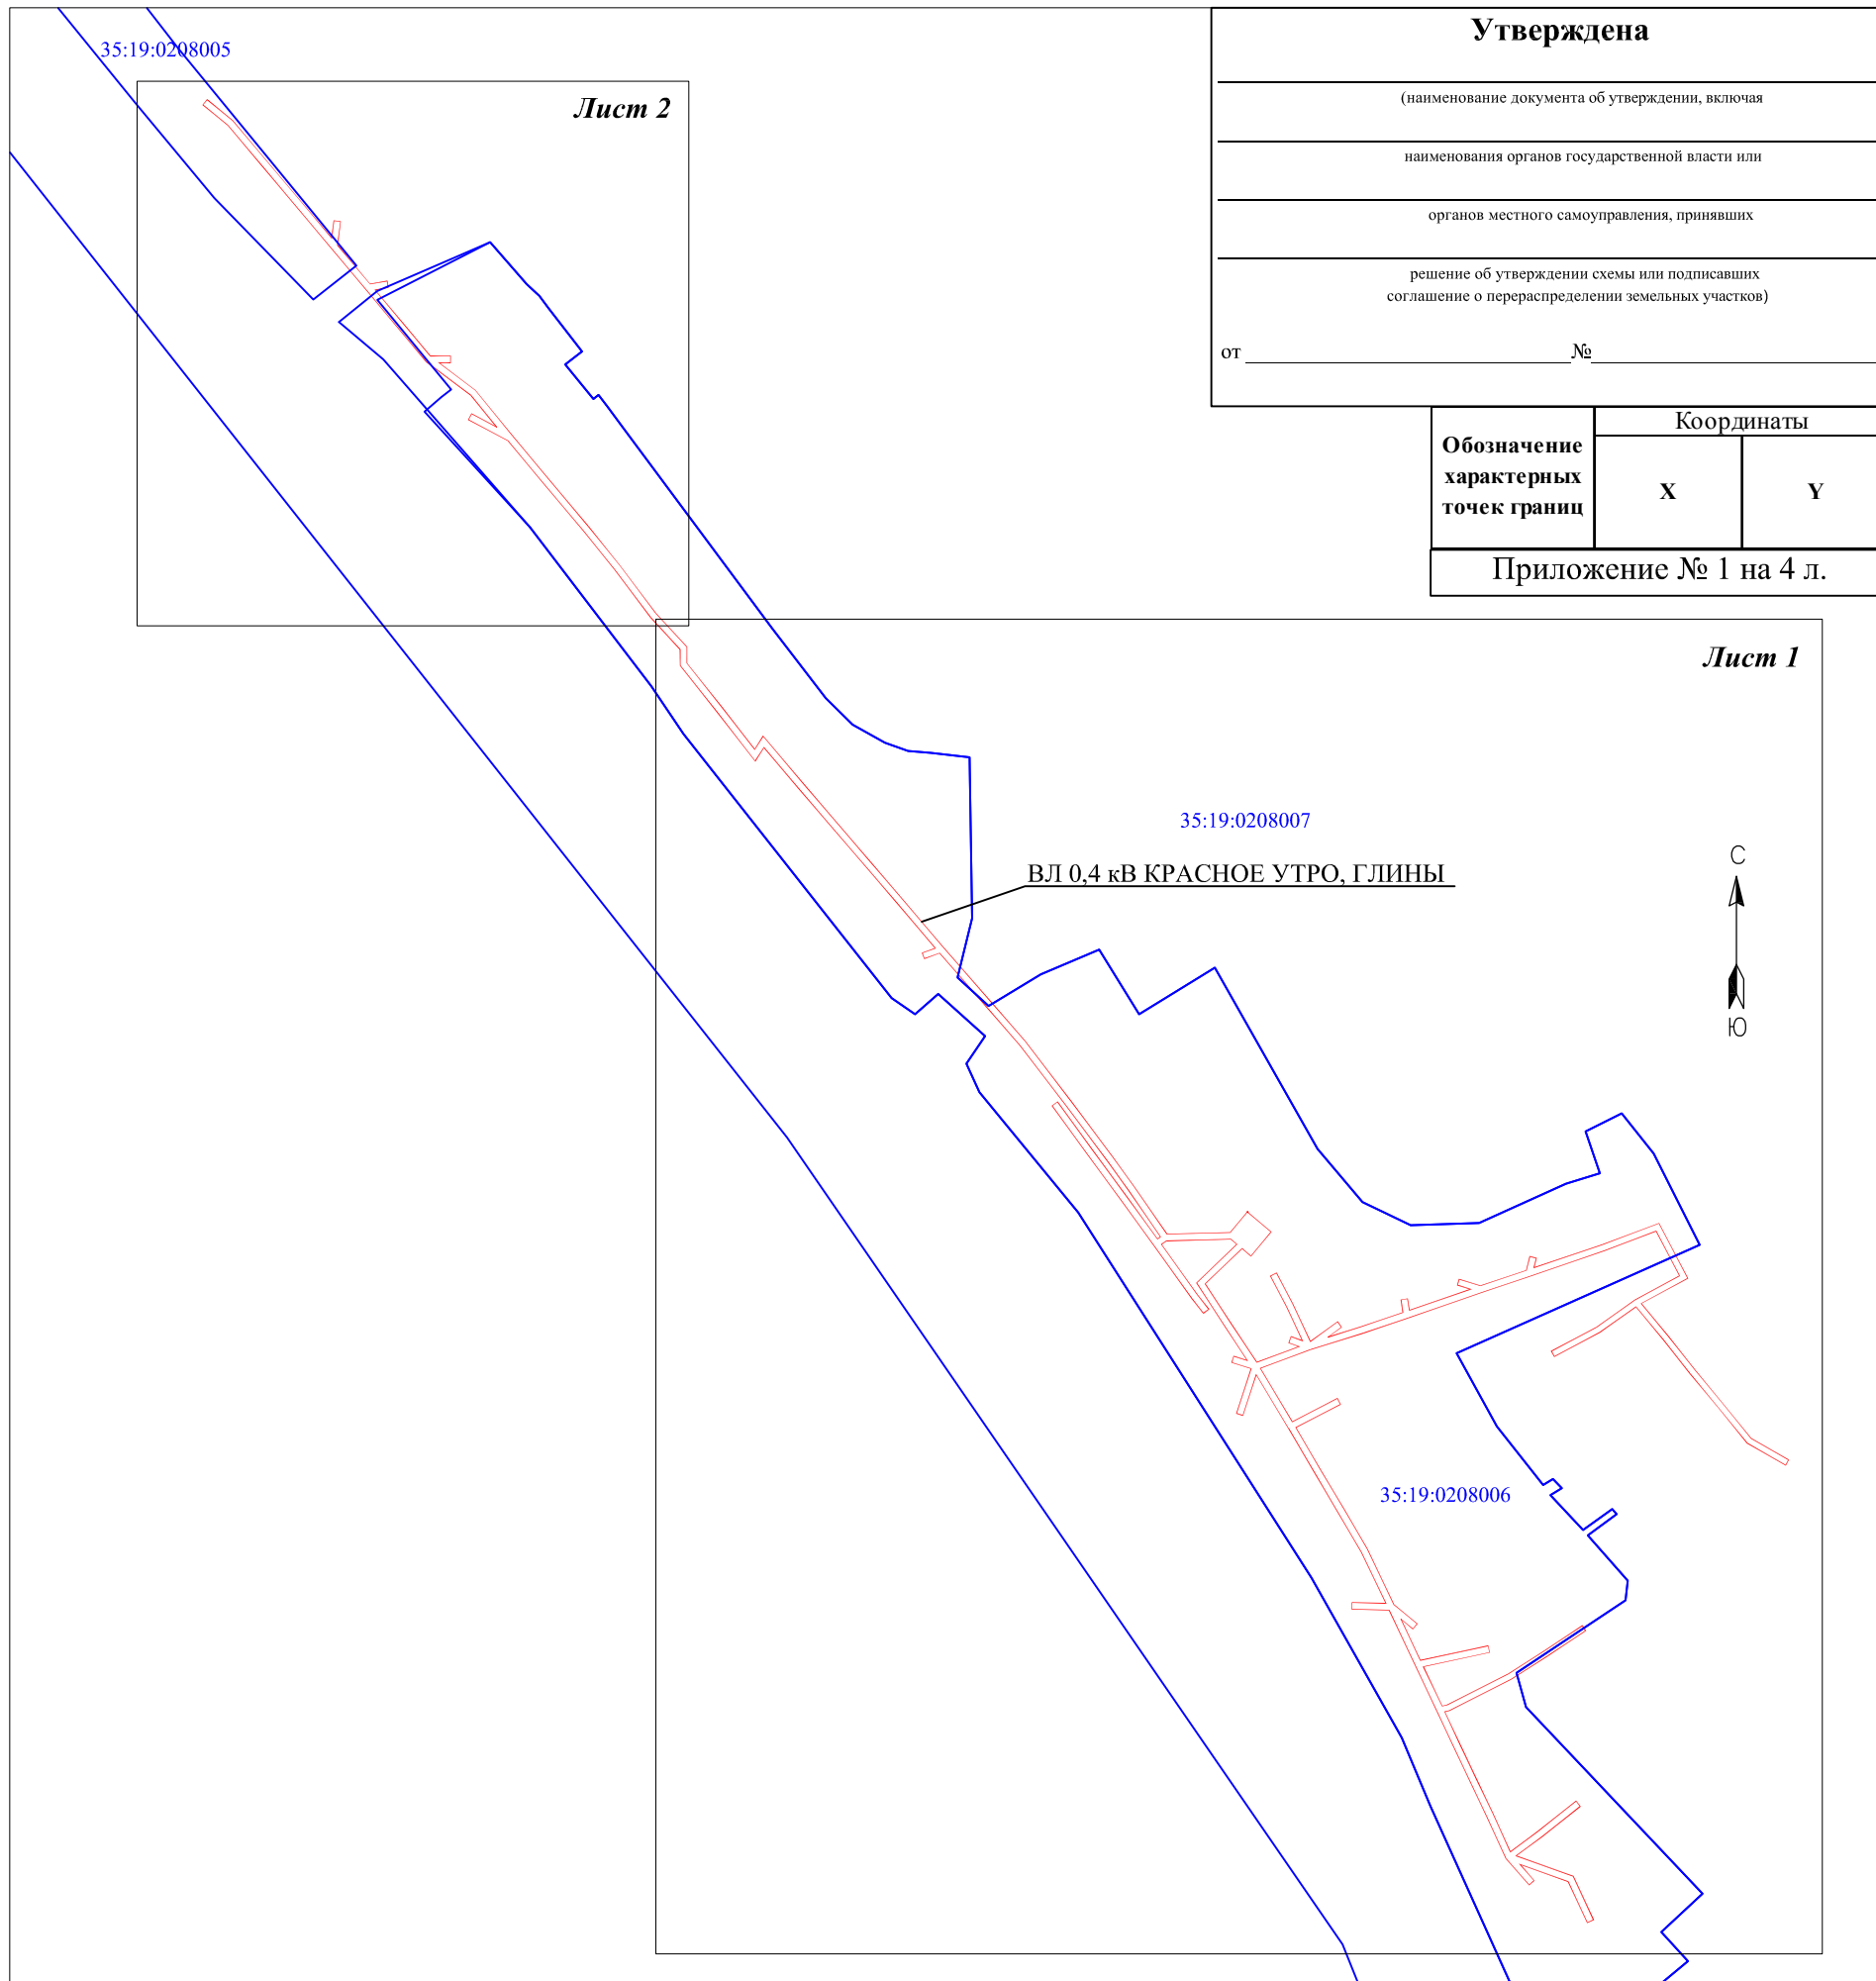 35:19:0208005
Лист 2
Утверждена
(наименование документа об утверждении, включая
наименования органов государственной власти или
органов местного самоуправления, принявших
решение об утверждении схемы или подписавших
соглашение о перераспределении земельных участков)
от №
Обозначение
характерных
точек границ
Координаты
X
Y
Приложение № 1 на 4 л.
Лист 1
35:19:0208007
ВЛ 0,4 кВ КРАСНОЕ УТРО, ГЛИНЫ
С
Ю
35:19:0208006